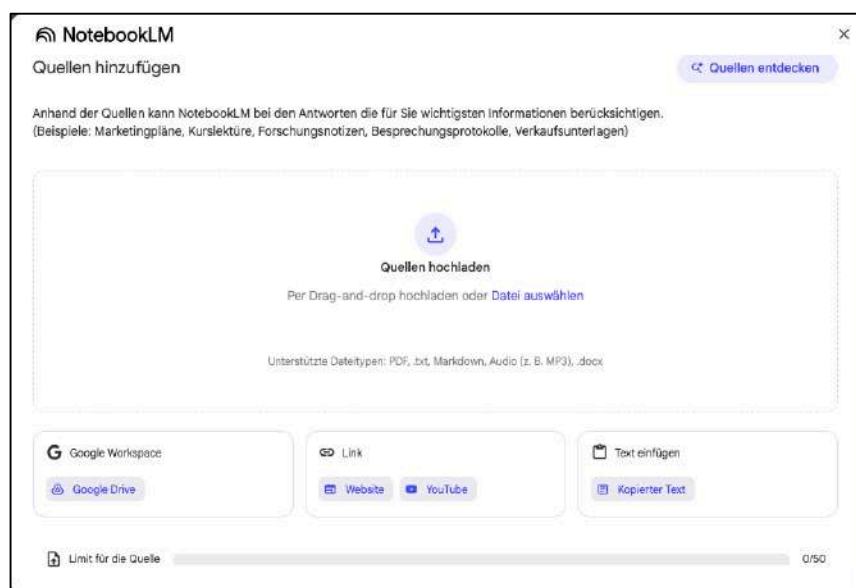 NotebookLM
Quellen hinzufügen
Quellen entdecken
Anhand der Quellen kann NotebookLM bei den Antworten die für Sie wichtigsten Informationen berücksichtigen.
(Beispiele: Marketingpläne, Kurslektüre, Forschungsnotizen, Besprechungsprotokolle, Verkaufsunterlagen)
Quellen hochladen
Per Drag-and-drop hochladen oder Datei auswählen
Unterstützte Dateitypen: PDF, .txt, Markdown, Audio (z. B. MP3), .docx
Google Workspace
Google Drive
Link
Website
YouTube
Text einfügen
Kopierter Text
Limit für die Quelle
0/50